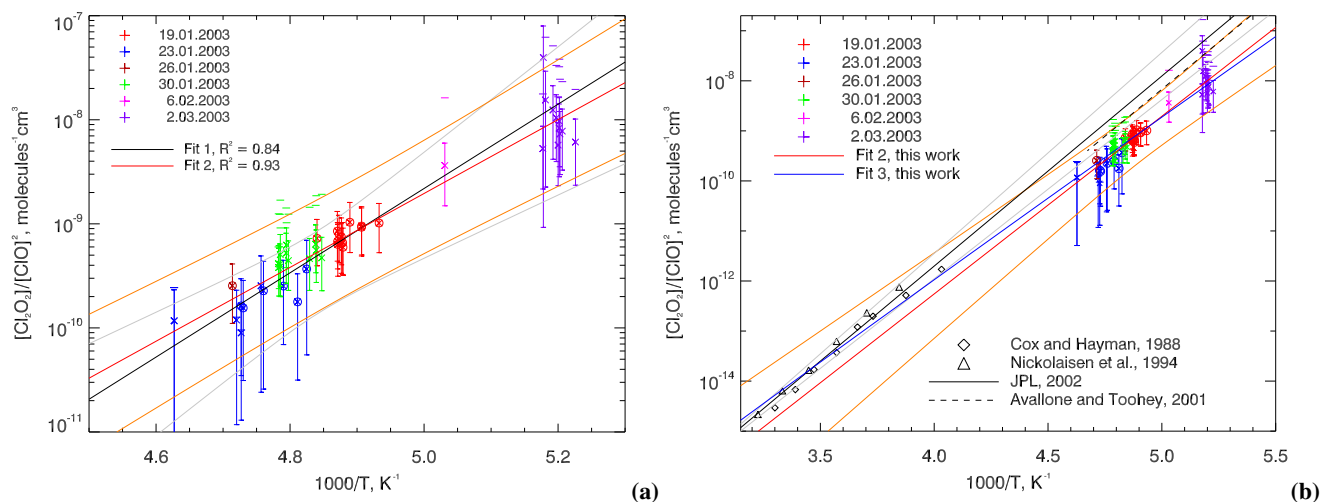 10⁻⁷
10⁻⁸
10⁻⁹
10⁻¹⁰
10⁻¹¹
[Cl₂O₂]/[ClO]², molecules⁻¹cm³
19.01.2003
23.01.2003
26.01.2003
30.01.2003
6.02.2003
2.03.2003
Fit 1, R² = 0.84
Fit 2, R² = 0.93
4.6 4.8 5.0 5.2
1000/T, K⁻¹
(a)
10⁻⁸
10⁻¹⁰
10⁻¹²
10⁻¹⁴
[Cl₂O₂]/[ClO]², molecules⁻¹cm³
19.01.2003
23.01.2003
26.01.2003
30.01.2003
6.02.2003
2.03.2003
Fit 2, this work
Fit 3, this work
Cox and Hayman, 1988
Nickolaisen et al., 1994
JPL, 2002
Avallone and Toohey, 2001
3.5 4.0 4.5 5.0 5.5
1000/T, K⁻¹
(b)